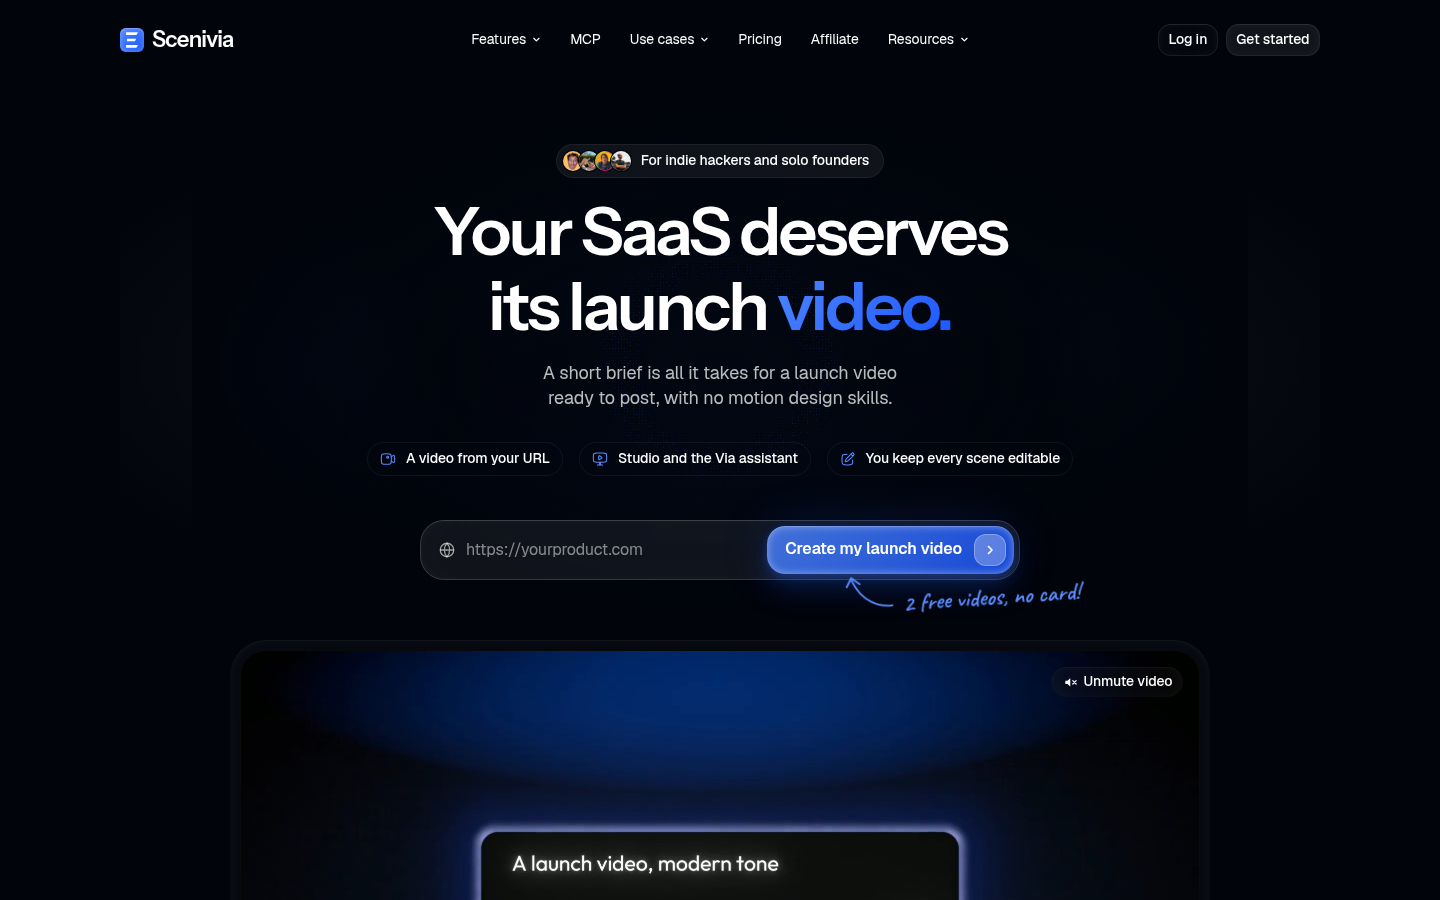 Scenivia
Features
MCP
Use cases
Pricing
Affiliate
Resources
Log in
Get started
For indie hackers and solo founders
Your SaaS deserves
its launch video.
A short brief is all it takes for a launch video
ready to post, with no motion design skills.
A video from your URL
Studio and the Via assistant
You keep every scene editable
https://yourproduct.com
Create my launch video
2 free videos, no card!
Unmute video
A launch video, modern tone